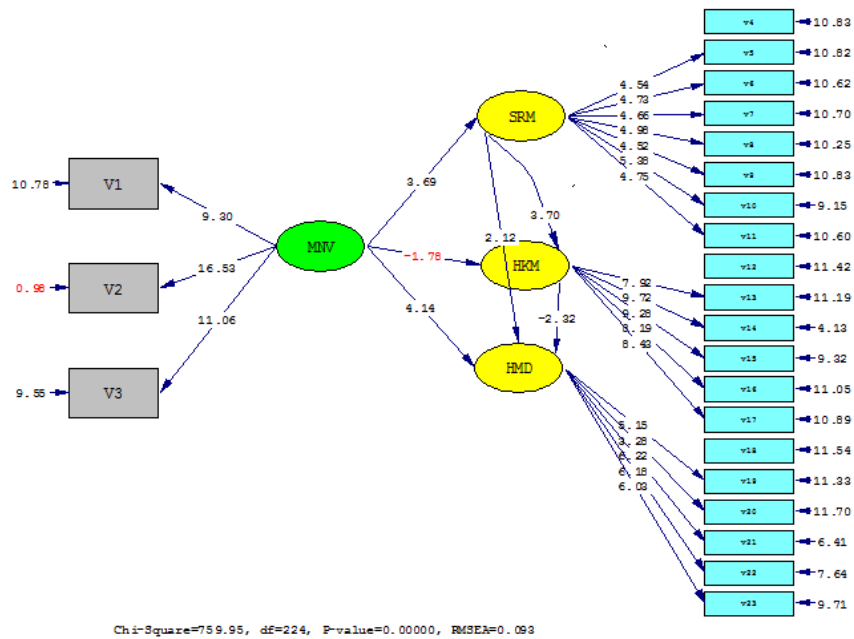 v4 10.83
v5 10.82
4.54
v6 10.62
4.73
SRM
4.66 v7 10.70
4.98
v8 10.25
4.52
v9 10.83
5.38
4.75
10.78 V1
3.69
v10 9.15
9.30
3.70
v11 10.60
2.12
MNV
-1.78 HKM
v12 11.42
16.53
7.92
0.98 V2
v13 11.19
9.72
4.14
-2.32
9.28
v14 4.13
8.19
11.06
8.43
v15 9.32
HMD
9.55 V3
v16 11.05
v17 10.89
5.15
3.28
v18 11.54
6.22
6.18
v19 11.33
6.03
v20 11.70
v21 6.41
v22 7.64
v23 9.71
Chi-Square=759.95, df=224, P-value=0.00000, RMSEA=0.093